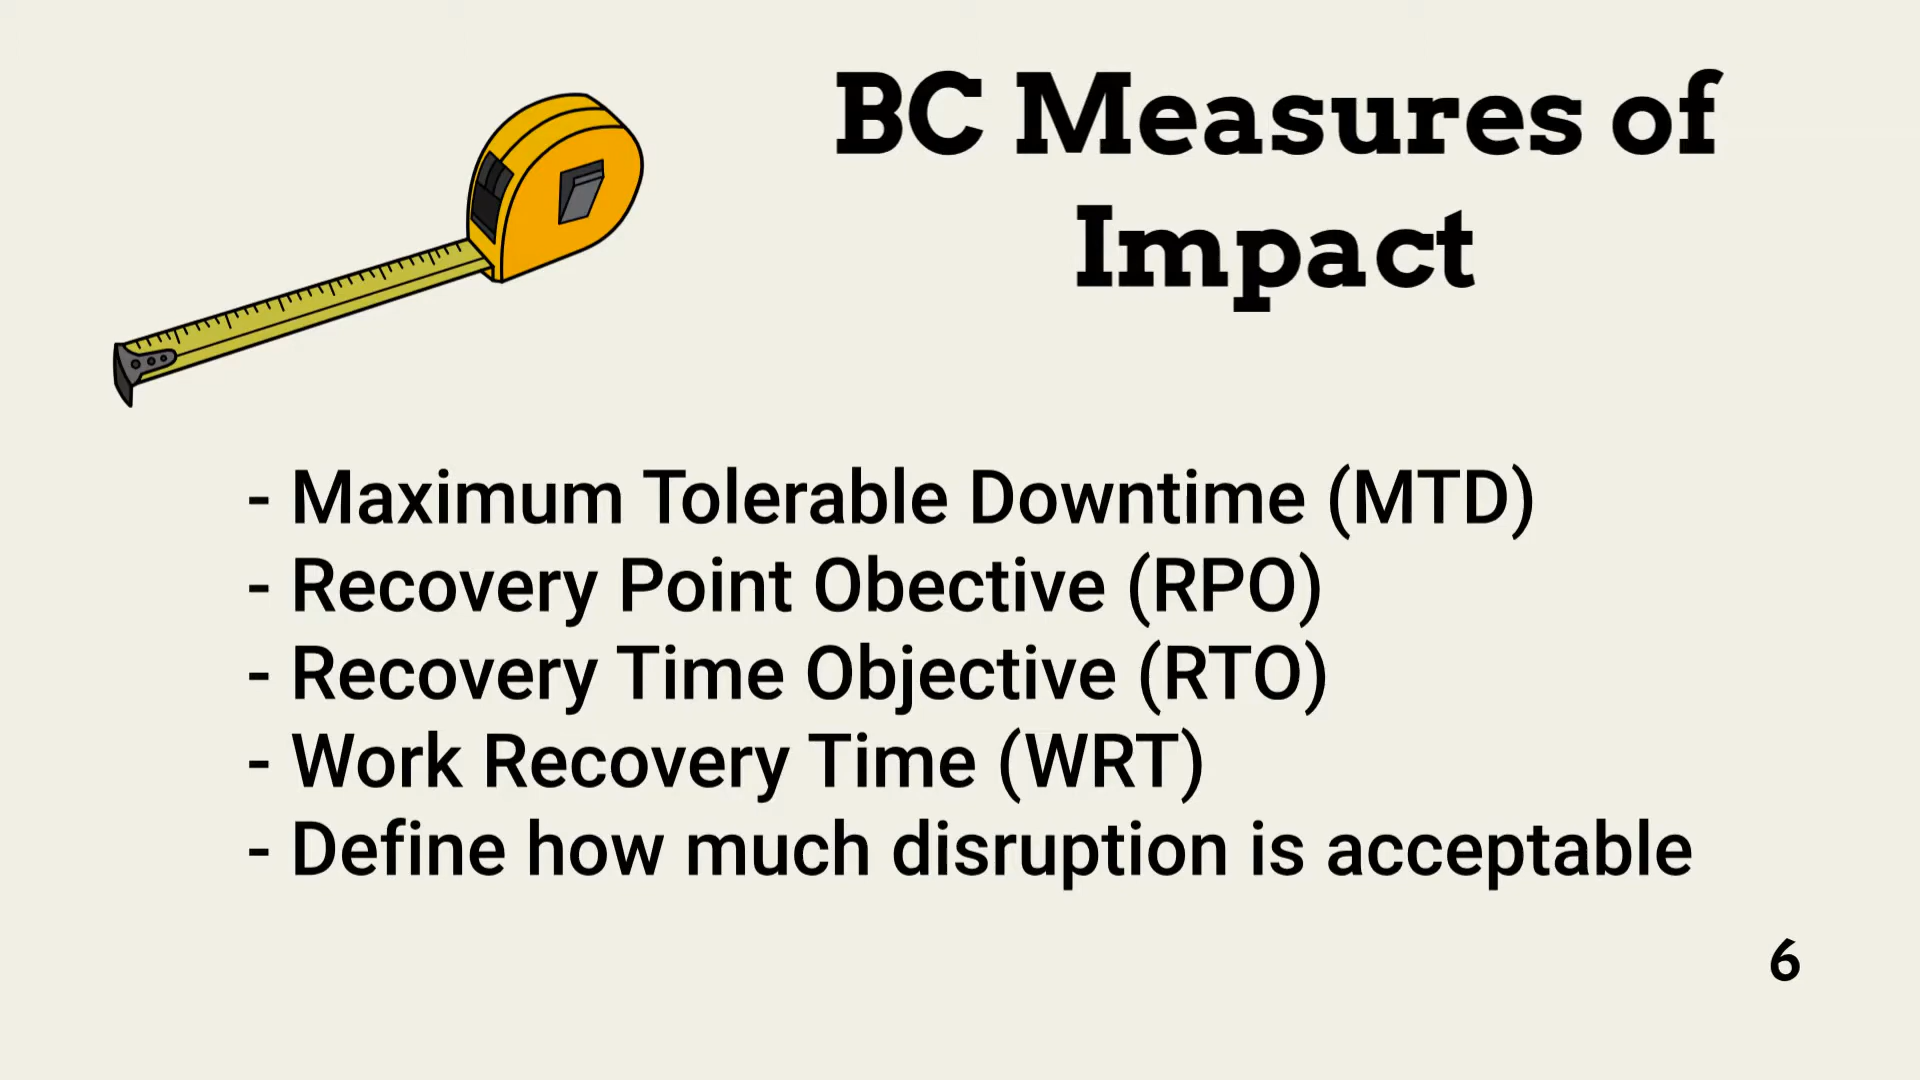 BC Measures of
Impact
- Maximum Tolerable Downtime (MTD)
- Recovery Point Obective (RPO)
- Recovery Time Objective (RTO)
- Work Recovery Time (WRT)
- Define how much disruption is acceptable
6